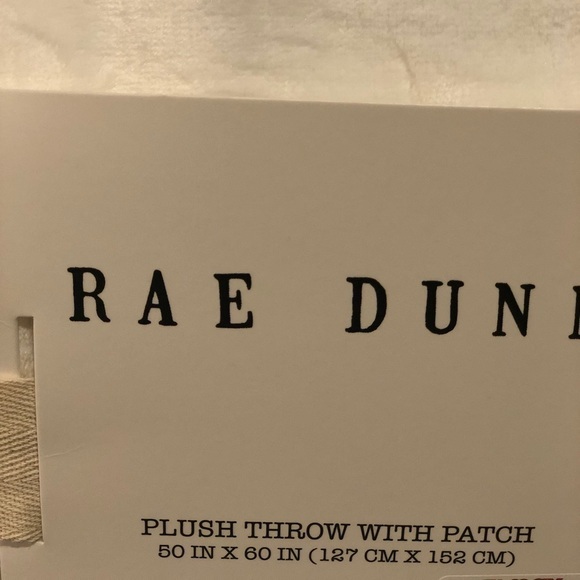 RAE DUN
PLUSH THROW WITH PATCH
50 IN X 60 IN (127 CM X 152 CM)